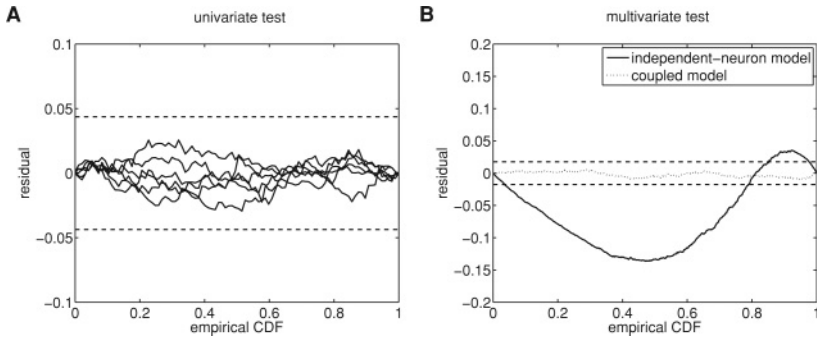 A
univariate test
0.1
0.05
0
−0.05
−0.1
residual
0 0.2 0.4 0.6 0.8 1
empirical CDF
B
multivariate test
0.2
0.15
0.1
0.05
0
−0.05
−0.1
−0.15
−0.2
residual
independent−neuron model
coupled model
0 0.2 0.4 0.6 0.8 1
empirical CDF